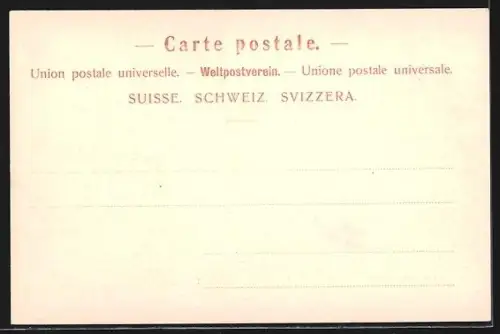 — Carte postale. —
Union postale universelle. — Weltpostverein. — Unione postale universale.
SUISSE. SCHWEIZ. SVIZZERA.